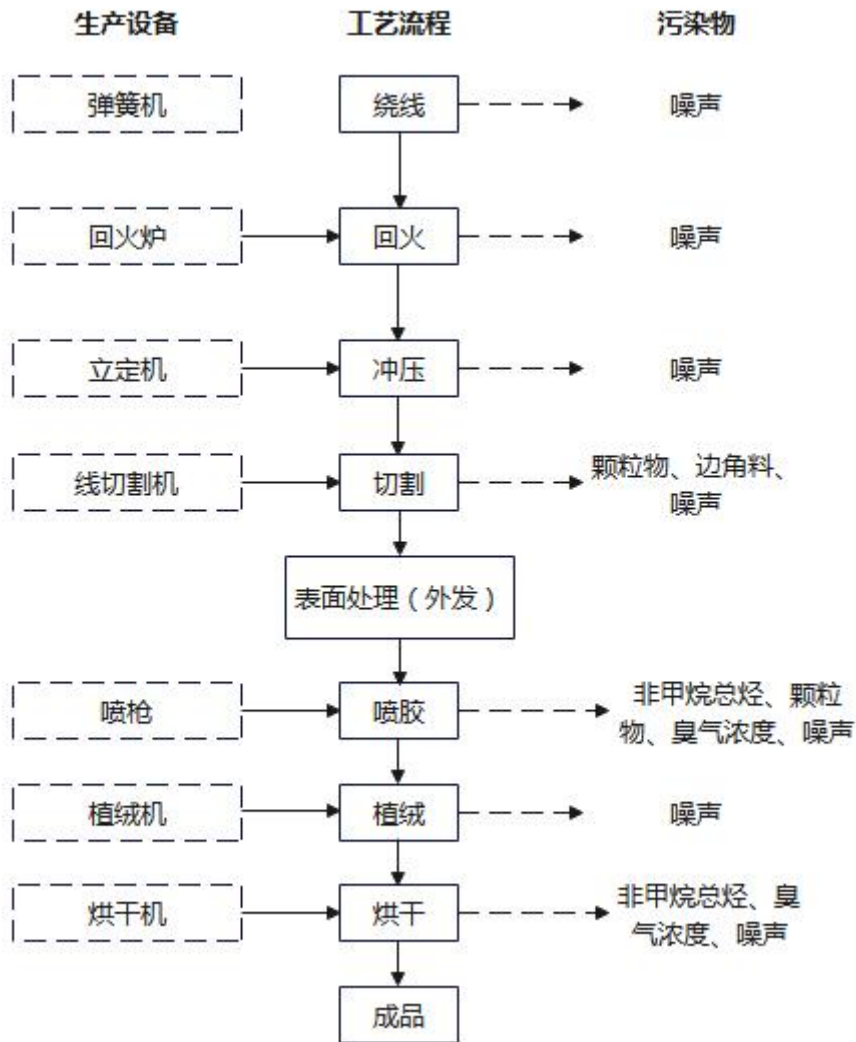 生产设备 工艺流程 污染物
弹簧机 绕线 噪声
回火炉 回火 噪声
立定机 冲压 噪声
线切割机 切割 颗粒物、边角料、
噪声
表面处理（外发）
喷枪 喷胶 非甲烷总烃、颗粒
物、臭气浓度、噪声
植绒机 植绒 噪声
烘干机 烘干 非甲烷总烃、臭
气浓度、噪声
成品